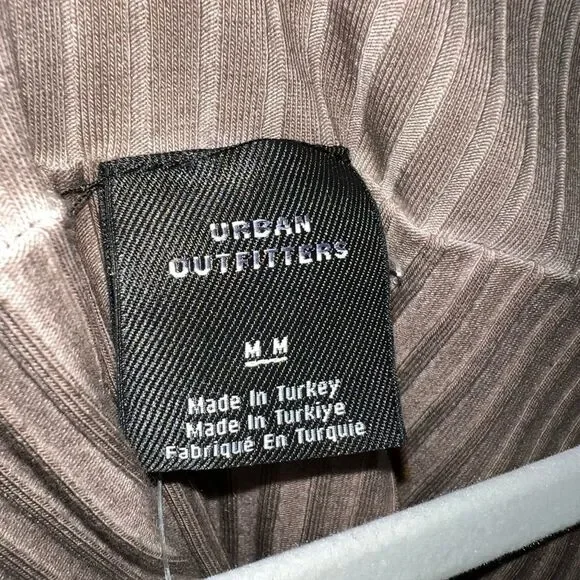 URBAN
OUTFITTERS
M M
Made In Turkey
Made In Turkiye
Fabriqué En Turquie